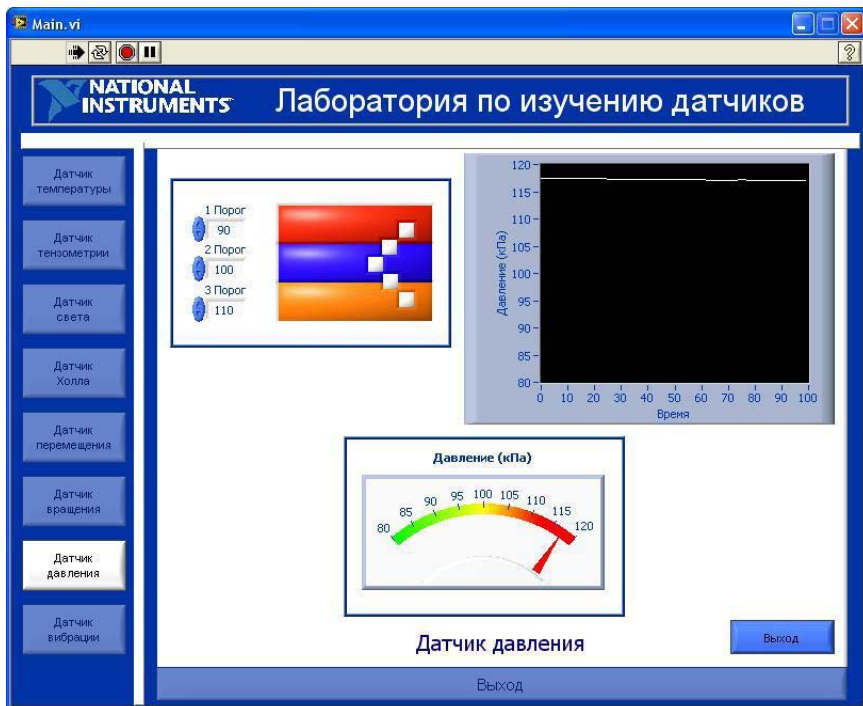 Main.vi
NATIONAL
INSTRUMENTS
Лаборатория по изучению датчиков
Датчик
температуры
Датчик
тензометрии
Датчик
света
Датчик
Холла
Датчик
перемещения
Датчик
вращения
Датчик
давления
Датчик
вибрации
1 Порог
90
2 Порог
100
3 Порог
110
Давление (кПа)
120
115
110
105
100
95
90
85
80
0 10 20 30 40 50 60 70 80 90 100
Время
Давление (кПа)
80 85 90 95 100 105 110 115 120
Датчик давления
Выход
Выход